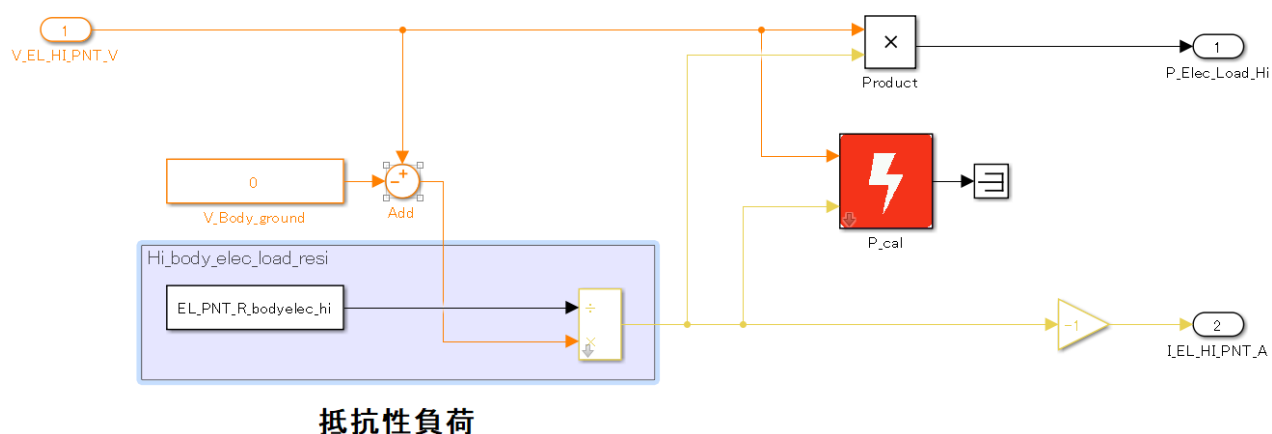 1
V_EL_HI_PNT_V
×
Product
1
P_Elec_Load_Hi
0
V_Body_ground
− +
Add
P_cal
Hi_body_elec_load_resi
EL_PNT_R_bodyelec_hi
÷
×
-1
2
I_EL_HI_PNT_A
抵抗性負荷